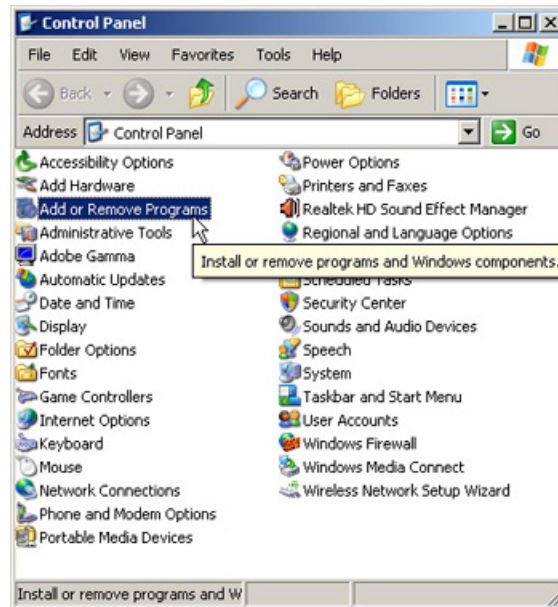 Control Panel
File Edit View Favorites Tools Help
Back Search Folders
Address Control Panel Go
Accessibility Options
Add Hardware
Add or Remove Programs
Administrative Tools
Adobe Gamma
Automatic Updates
Date and Time
Display
Folder Options
Fonts
Game Controllers
Internet Options
Keyboard
Mouse
Network Connections
Phone and Modem Options
Portable Media Devices
Power Options
Printers and Faxes
Realtek HD Sound Effect Manager
Regional and Language Options
Install or remove programs and Windows components.
Scheduled Tasks
Security Center
Sounds and Audio Devices
Speech
System
Taskbar and Start Menu
User Accounts
Windows Firewall
Windows Media Connect
Wireless Network Setup Wizard
Install or remove programs and W